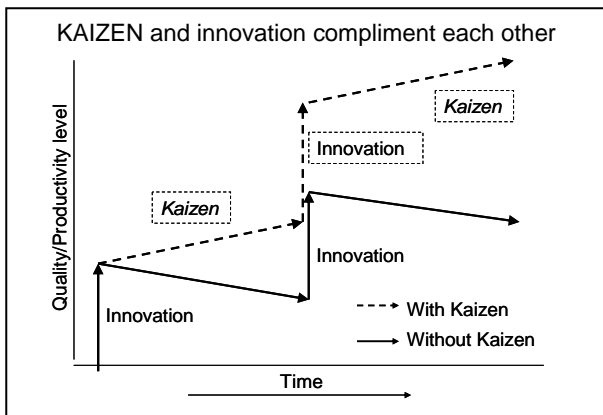 KAIZEN and innovation compliment each other
Quality/Productivity level
Kaizen
Innovation
Kaizen
Innovation
Innovation
With Kaizen
Without Kaizen
Time